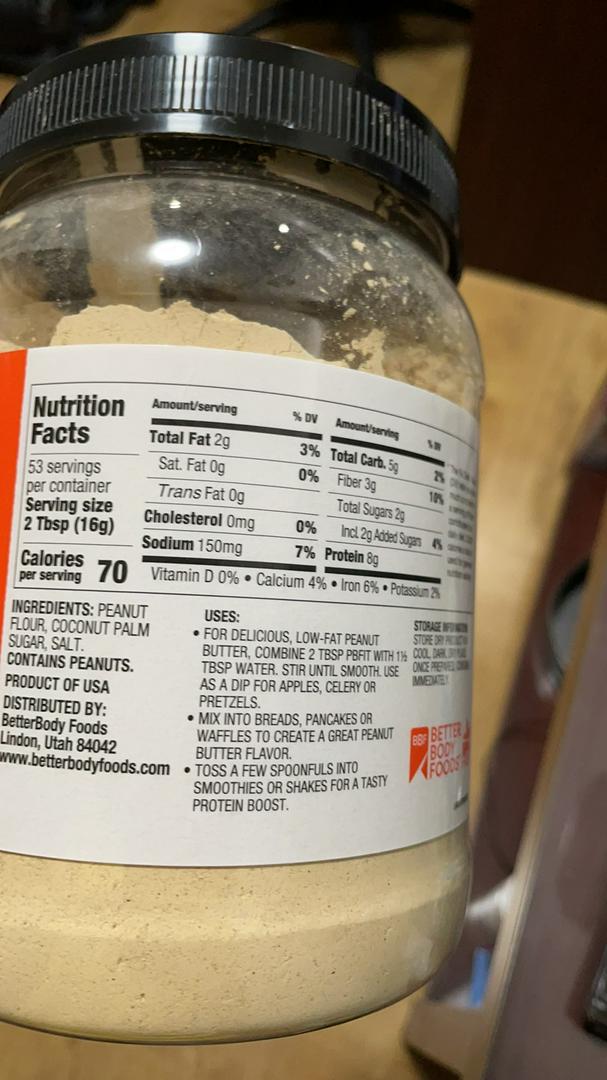 Nutrition
Facts
53 servings
per container
Serving size
2 Tbsp (16g)
Calories
per serving 70
Amount/serving % DV
Total Fat 2g 3%
Sat. Fat 0g 0%
Trans Fat 0g
Cholesterol 0mg 0%
Sodium 150mg 7%
Amount/serving % DV
Total Carb. 5g 2%
Fiber 3g 10%
Total Sugars 2g
Incl. 2g Added Sugars 4%
Protein 8g
Vitamin D 0% • Calcium 4% • Iron 6% • Potassium 2%
INGREDIENTS: PEANUT
FLOUR, COCONUT PALM
SUGAR, SALT.
CONTAINS PEANUTS.
PRODUCT OF USA
DISTRIBUTED BY:
BetterBody Foods
Lindon, Utah 84042
www.betterbodyfoods.com
USES:
• FOR DELICIOUS, LOW-FAT PEANUT
BUTTER, COMBINE 2 TBSP PBFIT WITH 1½
TBSP WATER. STIR UNTIL SMOOTH. USE
AS A DIP FOR APPLES, CELERY OR
PRETZELS.
• MIX INTO BREADS, PANCAKES OR
WAFFLES TO CREATE A GREAT PEANUT
BUTTER FLAVOR.
• TOSS A FEW SPOONFULS INTO
SMOOTHIES OR SHAKES FOR A TASTY
PROTEIN BOOST.
STORAGE
STORE DRY
COOL, DARK, DRY
ONCE PREPARED,
IMMEDIATELY.
BBF
BETTER
BODY
FOODS